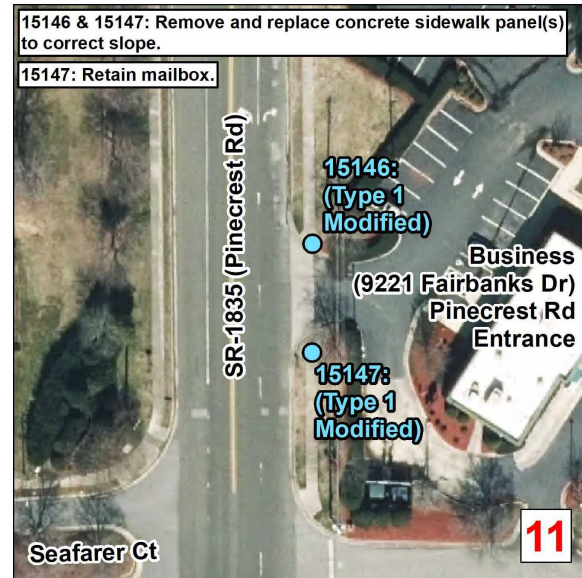 15146 & 15147: Remove and replace concrete sidewalk panel(s)
to correct slope.
15147: Retain mailbox.
15146:
(Type 1
Modified)
SR-1835 (Pinecrest Rd)
Business
(9221 Fairbanks Dr)
Pinecrest Rd
Entrance
15147:
(Type 1
Modified)
Seafarer Ct
11